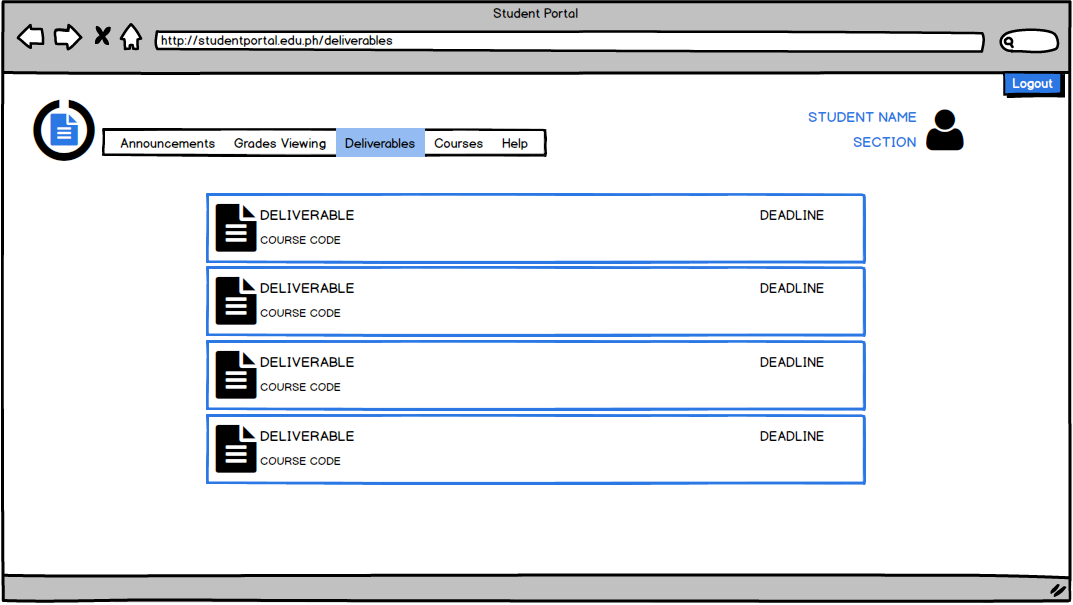 Student Portal
http://studentportal.edu.ph/deliverables
Logout
STUDENT NAME
SECTION
Announcements Grades Viewing Deliverables Courses Help
DELIVERABLE DEADLINE
COURSE CODE
DELIVERABLE DEADLINE
COURSE CODE
DELIVERABLE DEADLINE
COURSE CODE
DELIVERABLE DEADLINE
COURSE CODE